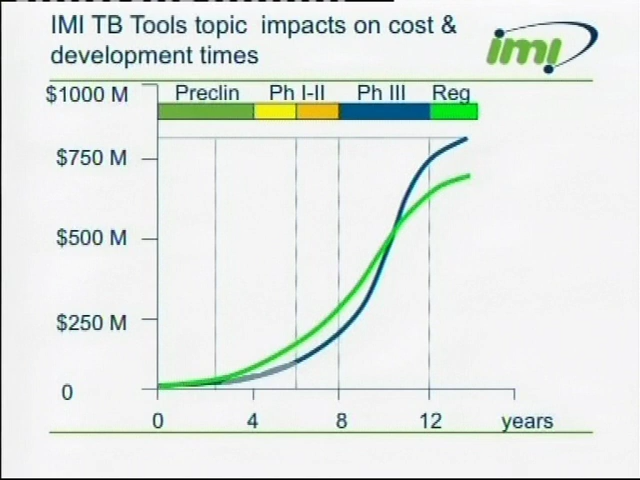 IMI TB Tools topic impacts on cost &
development times
imi
$1000 M
Preclin Ph I-II Ph III Reg
$750 M
$500 M
$250 M
0
0 4 8 12 years